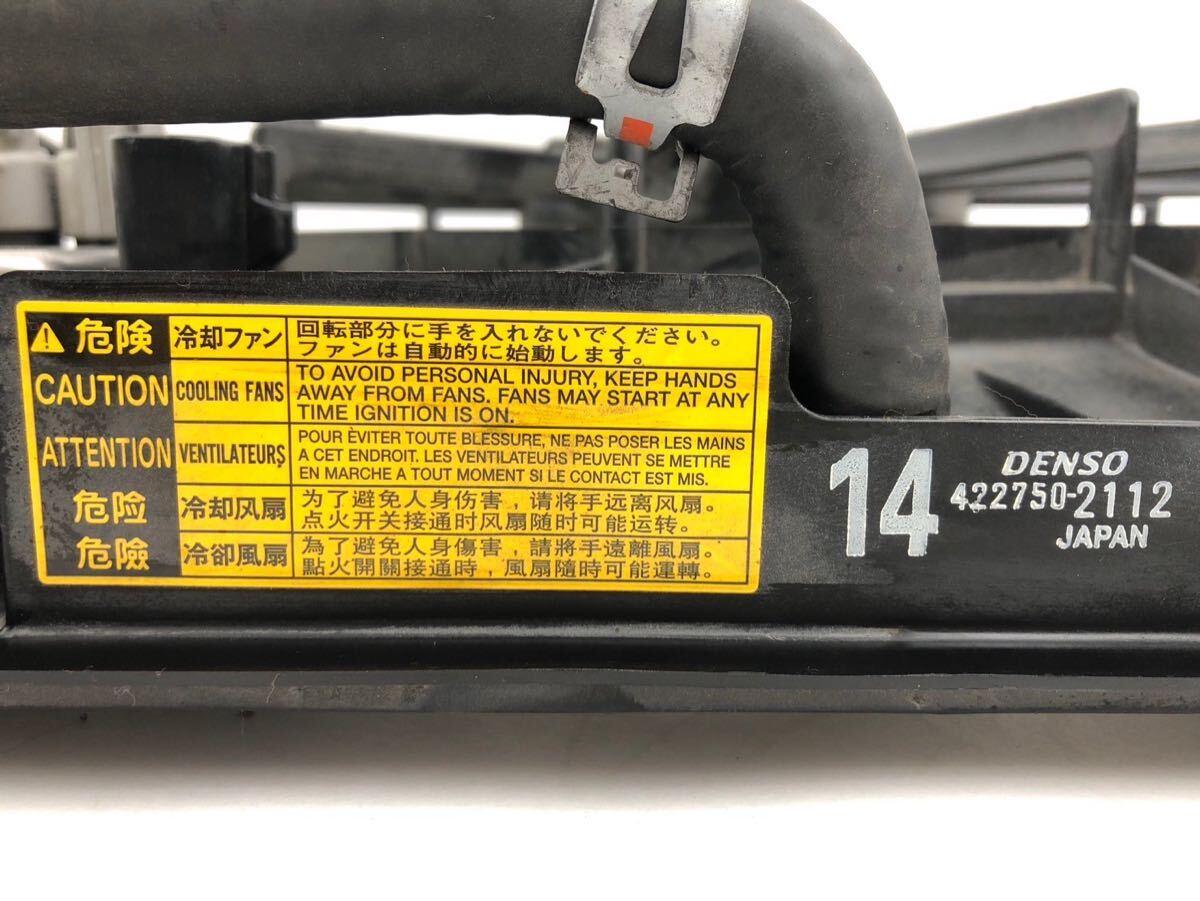 ⚠危険 冷却ファン 回転部分に手を入れないでください。
ファンは自動的に始動します。
CAUTION COOLING FANS TO AVOID PERSONAL INJURY, KEEP HANDS
AWAY FROM FANS. FANS MAY START AT ANY
TIME IGNITION IS ON.
ATTENTION VENTILATEURS POUR ÈVITER TOUTE BLESSURE, NE PAS POSER LES MAINS
A CET ENDROIT. LES VENTILATEURS PEUVENT SE METTRE
EN MARCHE A TOUT MOMENT SI LE CONTACT EST MIS.
危险 冷却风扇 为了避免人身伤害，请将手远离风扇。
点火开关接通时风扇随时可能运转。
危險 冷卻風扇 為了避免人身傷害，請將手遠離風扇。
點火開關接通時，風扇隨時可能運轉。
14
DENSO
422750-2112
JAPAN